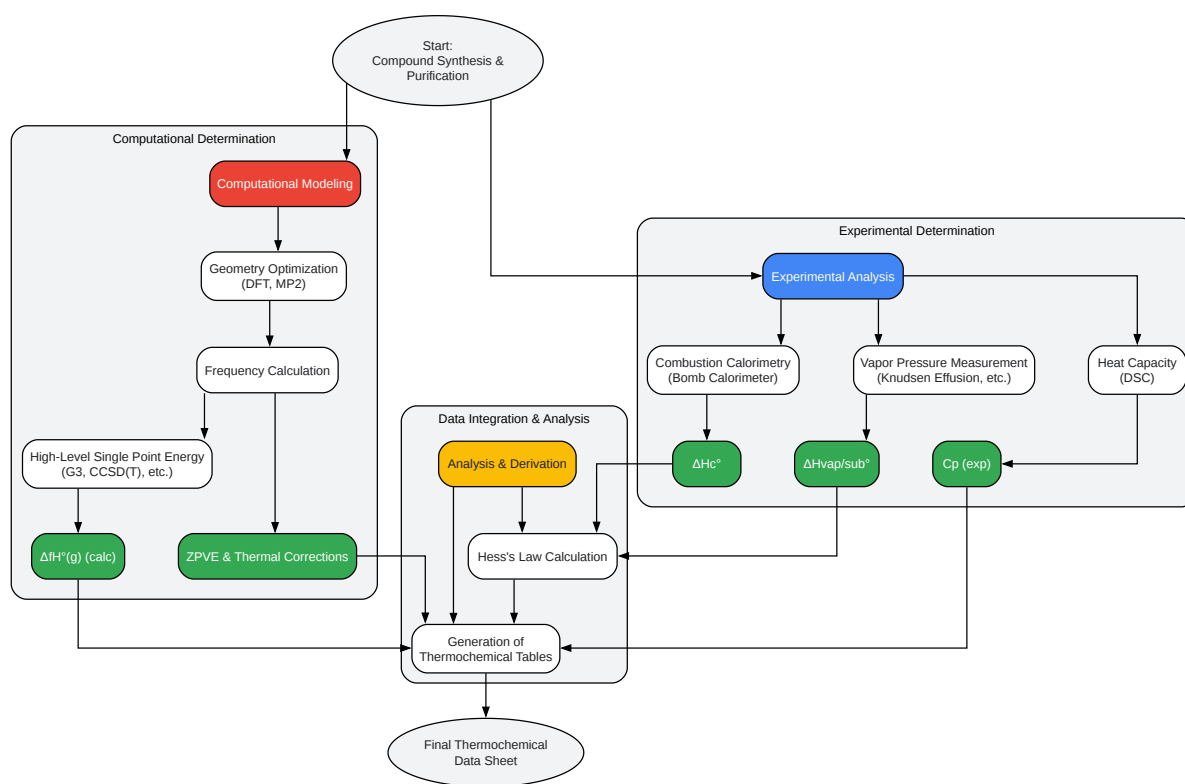 Start:
Compound Synthesis &
Purification
Computational Determination
Computational Modeling
Geometry Optimization
(DFT, MP2)
Frequency Calculation
High-Level Single Point Energy
(G3, CCSD(T), etc.)
ΔfH°(g) (calc)
ZPVE & Thermal Corrections
Experimental Determination
Experimental Analysis
Combustion Calorimetry
(Bomb Calorimeter)
Vapor Pressure Measurement
(Knudsen Effusion, etc.)
Heat Capacity
(DSC)
ΔHc°
ΔHvap/sub°
Cp (exp)
Data Integration & Analysis
Analysis & Derivation
Hess's Law Calculation
Generation of
Thermochemical Tables
Final Thermochemical
Data Sheet